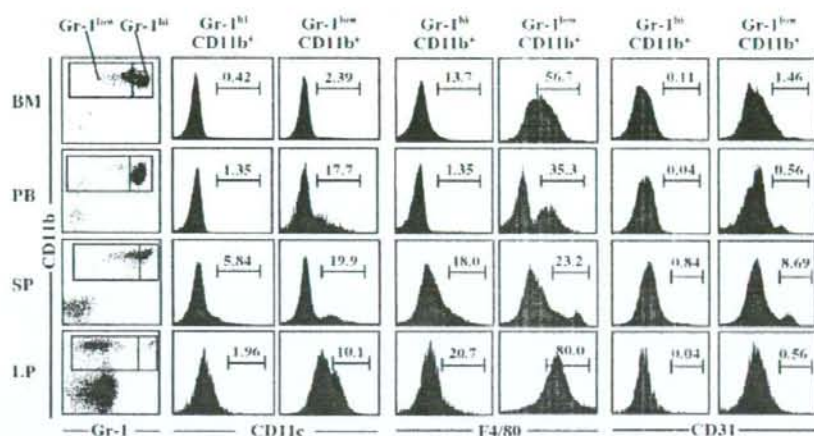 Gr-1low Gr-1hi
Gr-1hi CD11b+ Gr-1low CD11b+ Gr-1hi CD11b+ Gr-1low CD11b+ Gr-1hi CD11b+ Gr-1low CD11b+
BM 0.42 2.39 13.7 56.7 0.11 1.46
PB 1.35 17.7 1.35 35.3 0.04 0.56
SP 5.84 19.9 18.0 23.2 0.84 8.69
LP 1.96 10.1 20.7 80.0 0.04 0.56
CD11b
Gr-1 CD11c F4/80 CD31